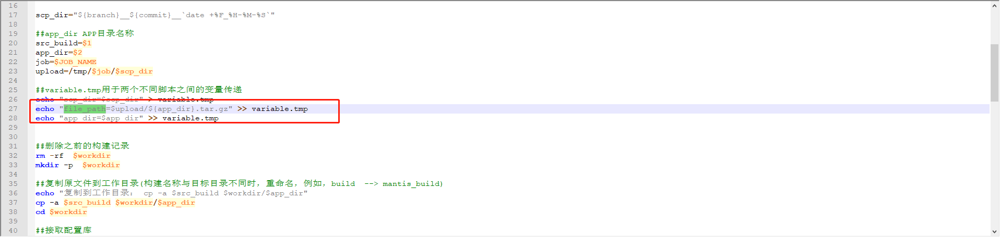 16
17 scp_dir="${branch}__${commit}__`date +%F_%H-%M-%S`"
18
19 ##app_dir APP目录名称
20 src_build=$1
21 app_dir=$2
22 job=$JOB_NAME
23 upload=/tmp/$job/$scp_dir
24
25 ##variable.tmp用于两个不同脚本之间的变量传递
26 echo "scp_dir=$scp_dir" > variable.tmp
27 echo "file_path=$upload/${app_dir}.tar.gz" >> variable.tmp
28 echo "app_dir=$app_dir" >> variable.tmp
29
30
31 ##删除之前的构建记录
32 rm -rf  $workdir
33 mkdir -p  $workdir
34
35 ##复制原文件到工作目录(构建名称与目标目录不同时，重命名，例如，build  --> mantis_build)
36 echo "复制到工作目录： cp -a $src_build $workdir/$app_dir"
37 cp -a $src_build $workdir/$app_dir
38 cd $workdir
39
40 ##接取配置库